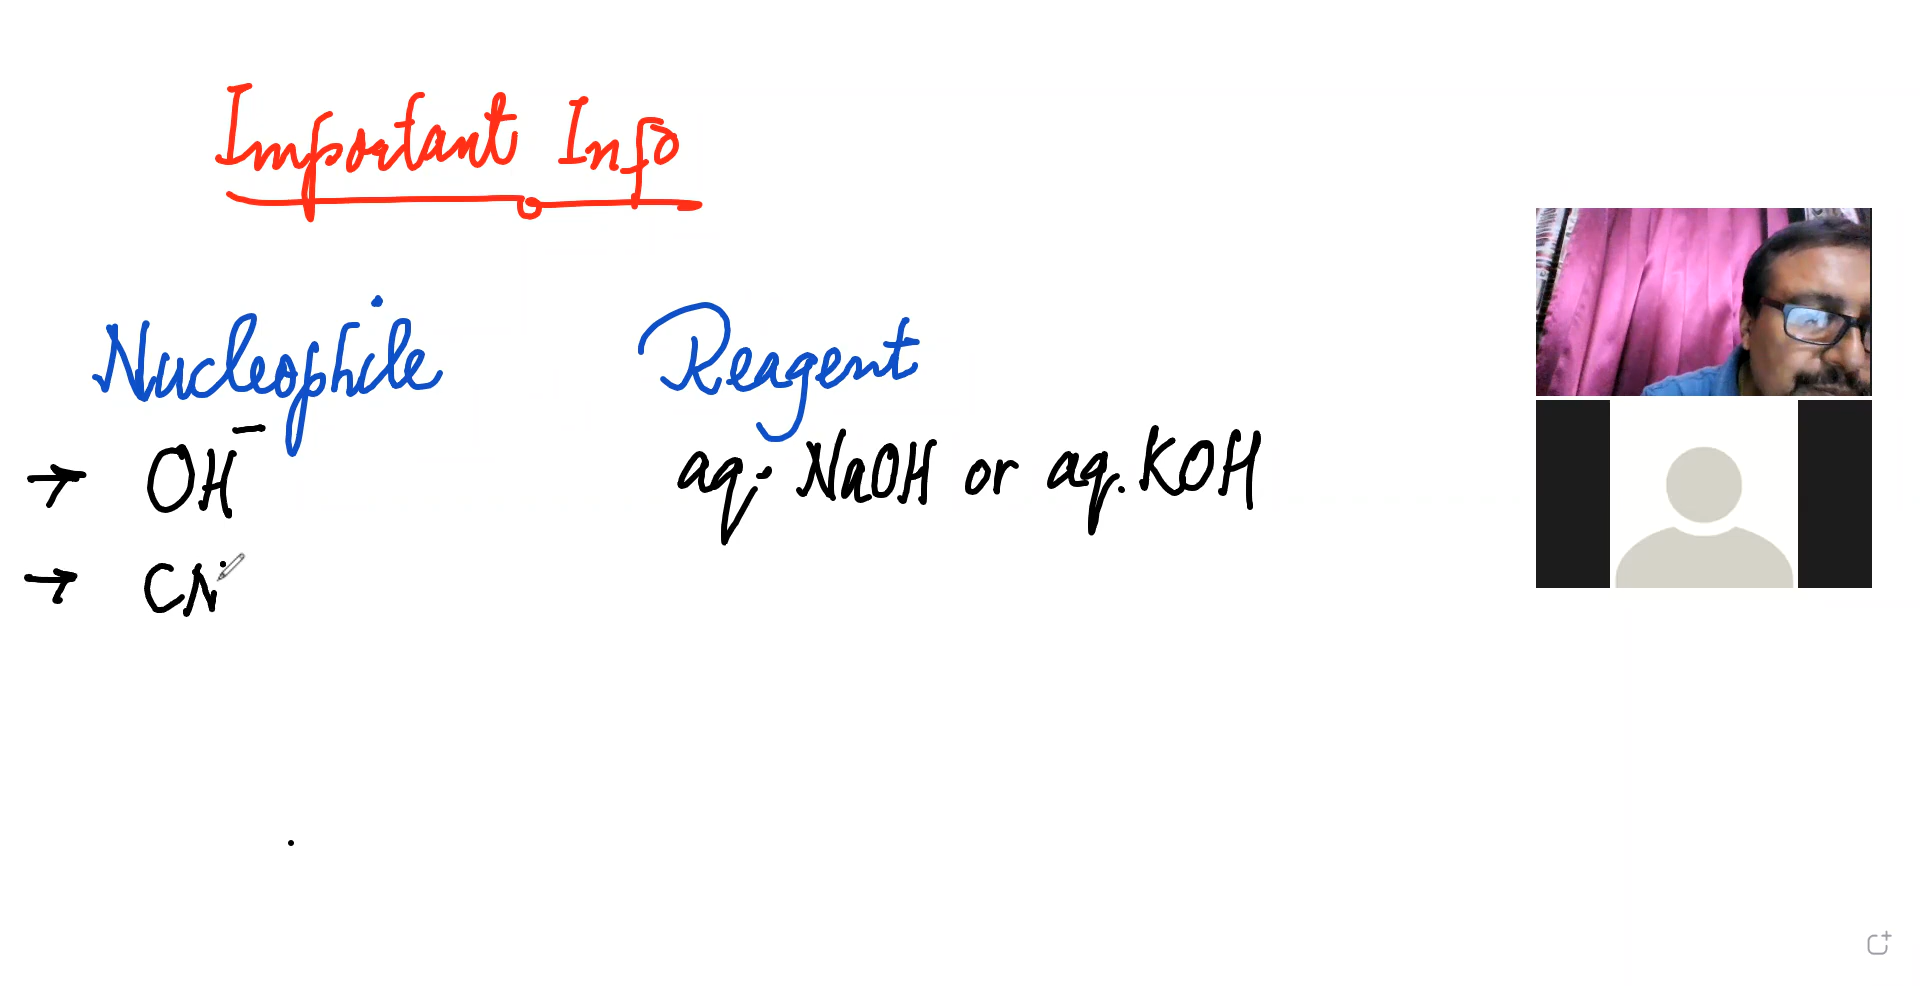 Important Info
Nucleophile Reagent
→ OH⁻ aq. NaOH or aq. KOH
→ CN